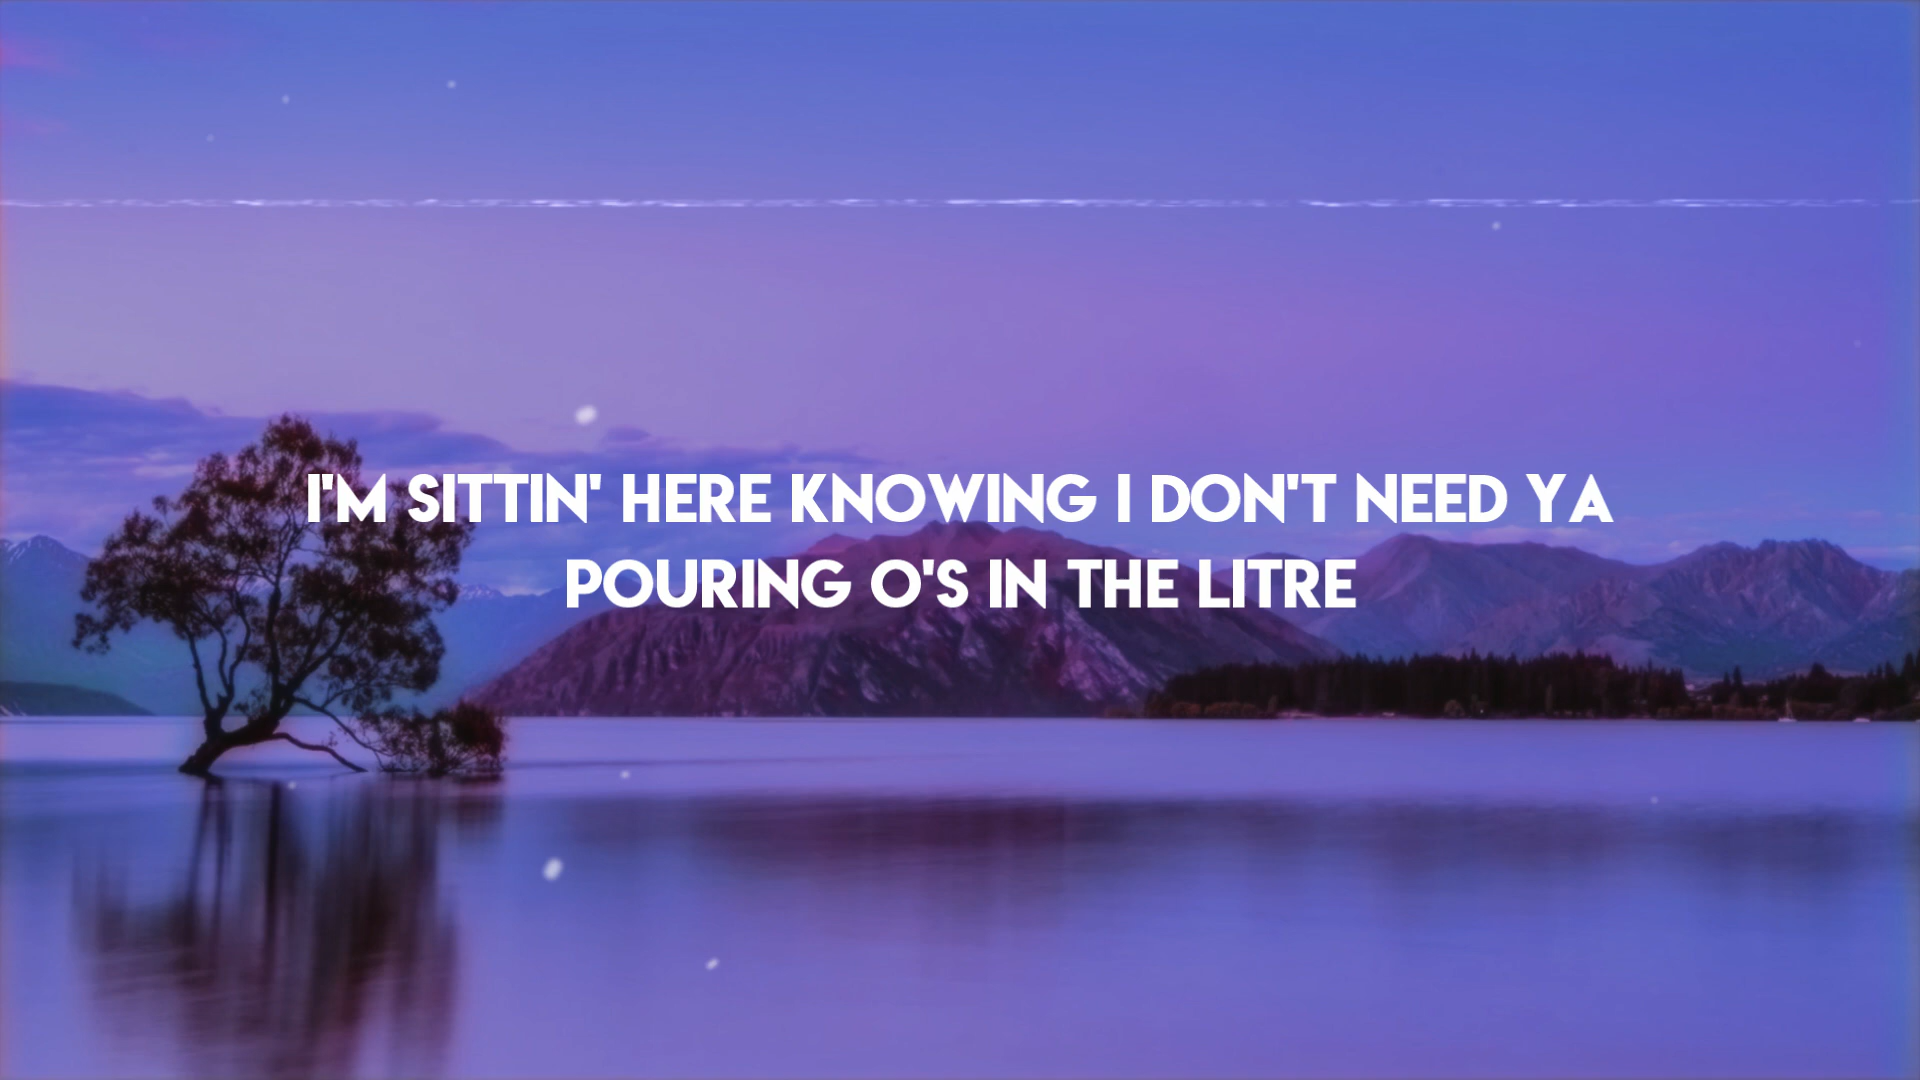 I'M SITTIN' HERE KNOWING I DON'T NEED YA
POURING O'S IN THE LITRE